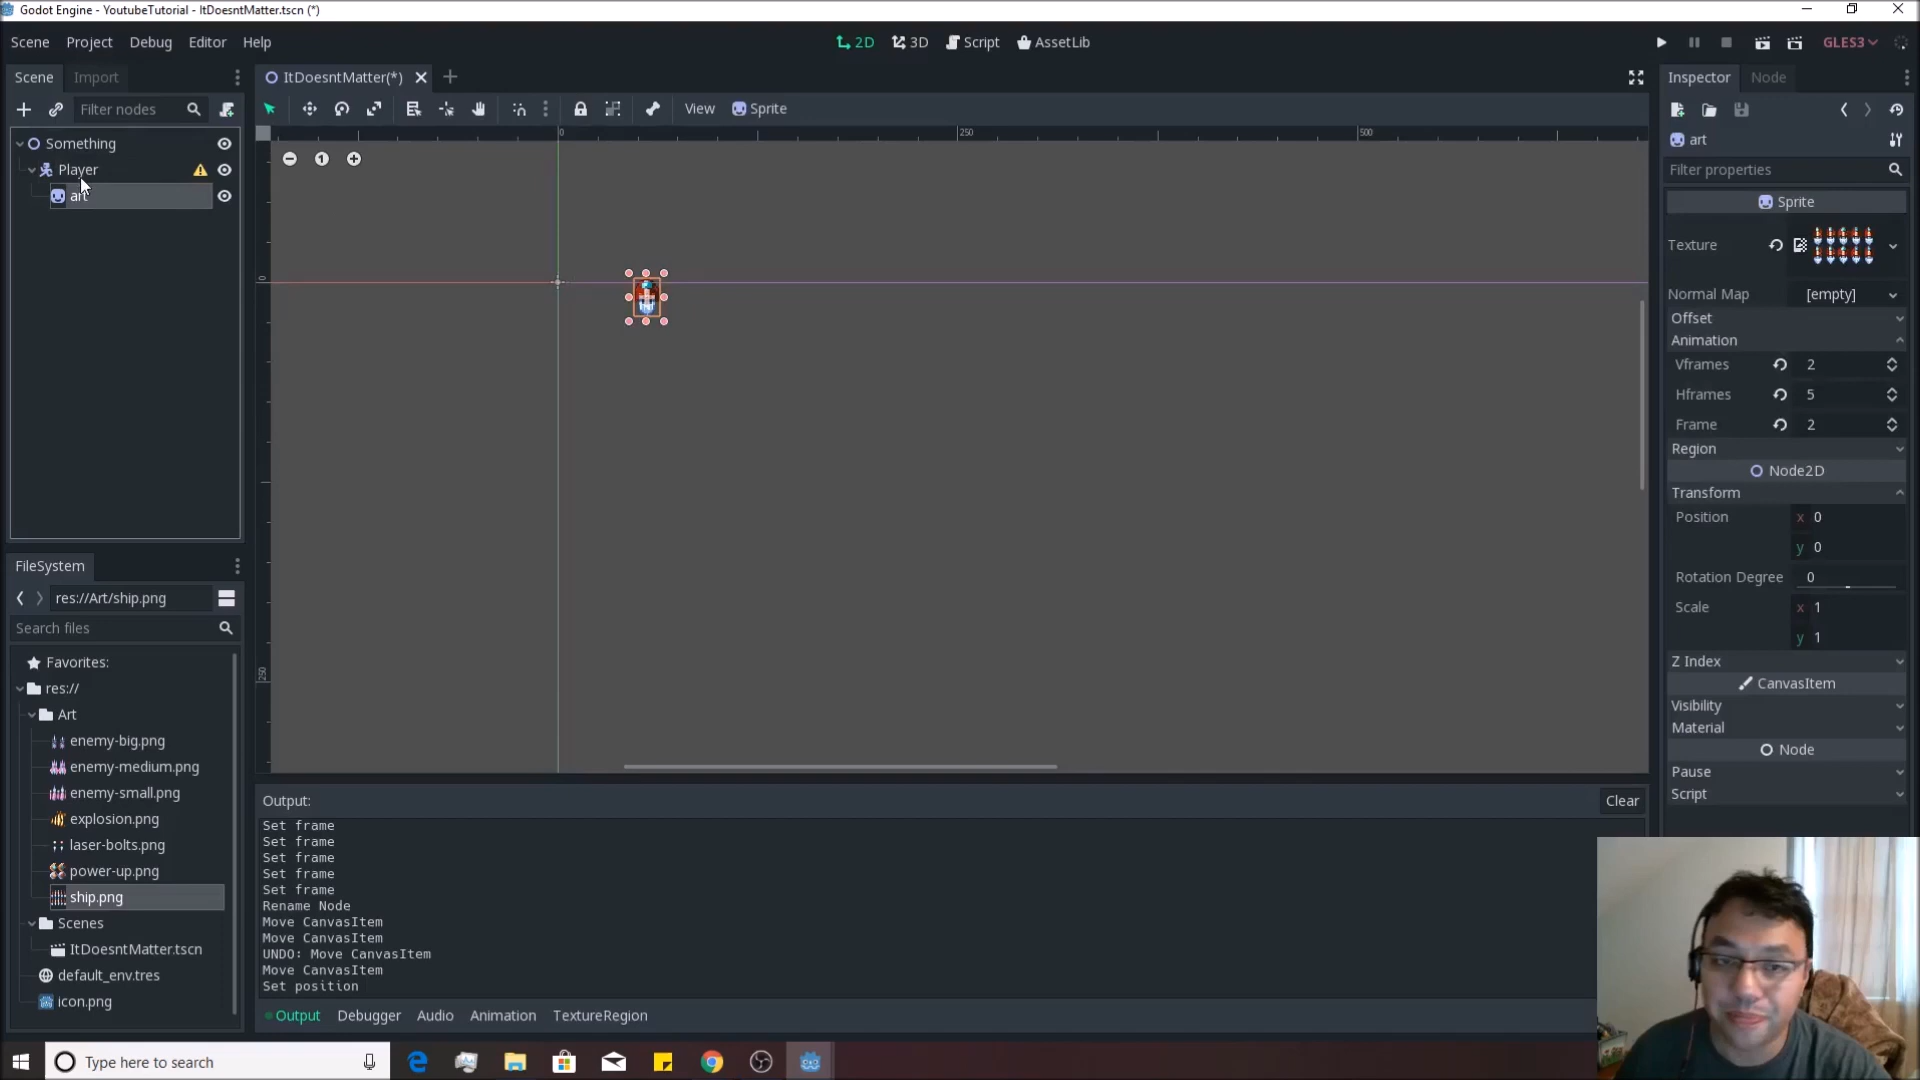 Godot Engine - YoutubeTutorial - ItDoesntMatter.tscn (*)
Scene Project Debug Editor Help
2D 3D Script AssetLib
GLES3
Scene Import
ItDoesntMatter(*)
Inspector Node
Filter nodes
View Sprite
Something
Player
art
0 250 500
0
250
art
Filter properties
Sprite
Texture
Normal Map [empty]
Offset
Animation
Vframes 2
Hframes 5
Frame 2
Region
Node2D
Transform
Position x 0
y 0
Rotation Degree 0
Scale x 1
y 1
Z Index
CanvasItem
Visibility
Material
Node
Pause
Script
FileSystem
res://Art/ship.png
Search files
Favorites:
res://
Art
enemy-big.png
enemy-medium.png
enemy-small.png
explosion.png
laser-bolts.png
power-up.png
ship.png
Scenes
ItDoesntMatter.tscn
default_env.tres
icon.png
Output:
Clear
Set frame
Set frame
Set frame
Set frame
Set frame
Rename Node
Move CanvasItem
Move CanvasItem
UNDO: Move CanvasItem
Move CanvasItem
Set position
Output Debugger Audio Animation TextureRegion
Type here to search